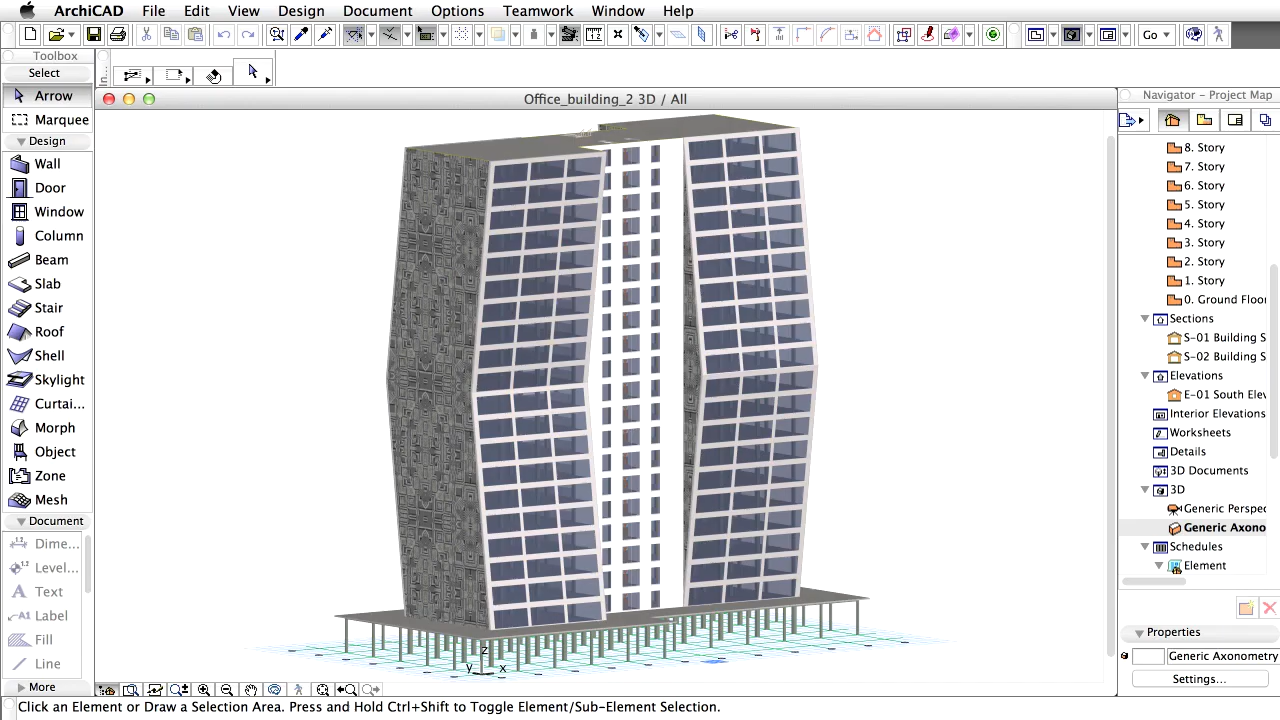 ArchiCAD File Edit View Design Document Options Teamwork Window Help
Go
Toolbox
Select
Arrow
Marquee
Design
Wall
Door
Window
Column
Beam
Slab
Stair
Roof
Shell
Skylight
Curtai...
Morph
Object
Zone
Mesh
Document
Dime...
Level...
Text
Label
Fill
Line
More
Office_building_2 3D / All
z
y
x
Navigator - Project Map
8. Story
7. Story
6. Story
5. Story
4. Story
3. Story
2. Story
1. Story
0. Ground Floor
Sections
S-01 Building S
S-02 Building S
Elevations
E-01 South Elev
Interior Elevations
Worksheets
Details
3D Documents
3D
Generic Perspe
Generic Axono
Schedules
Element
Properties
Generic Axonometry
Settings...
Click an Element or Draw a Selection Area. Press and Hold Ctrl+Shift to Toggle Element/Sub-Element Selection.